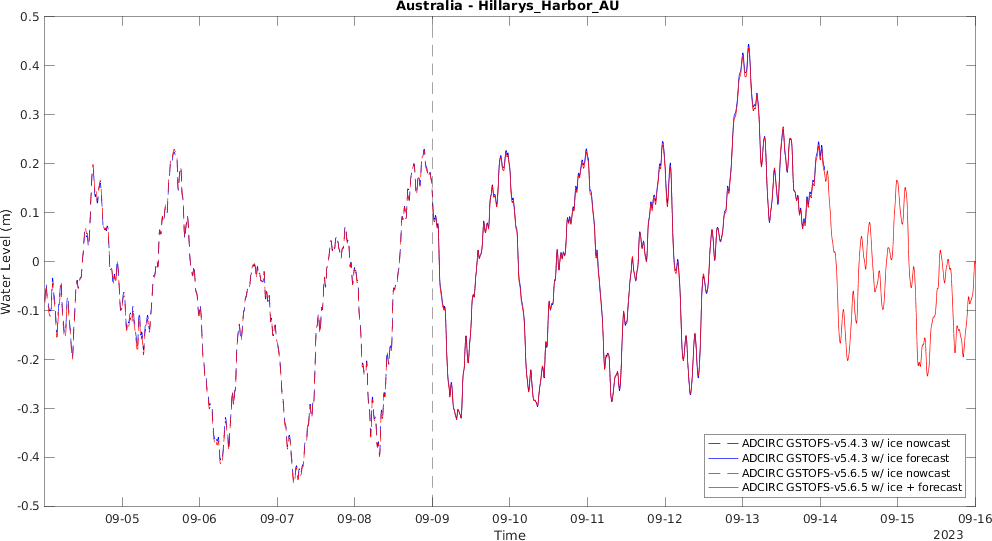 Australia - Hillarys_Harbor_AU
Water Level (m)
0.5
0.4
0.3
0.2
0.1
0
-0.1
-0.2
-0.3
-0.4
-0.5
ADCIRC GSTOFS-v5.4.3 w/ ice nowcast
ADCIRC GSTOFS-v5.4.3 w/ ice forecast
ADCIRC GSTOFS-v5.6.5 w/ ice nowcast
ADCIRC GSTOFS-v5.6.5 w/ ice + forecast
09-05 09-06 09-07 09-08 09-09 09-10 09-11 09-12 09-13 09-14 09-15 09-16
Time
2023